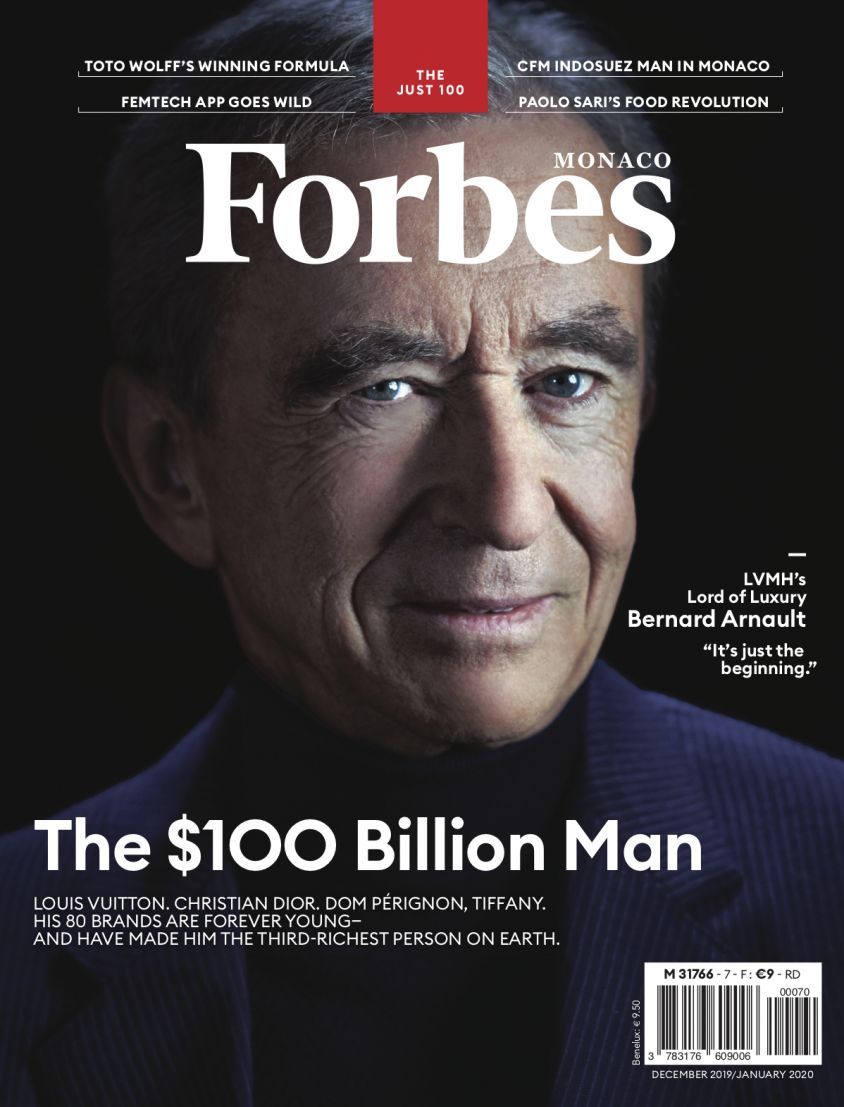 TOTO WOLFF'S WINNING FORMULA
FEMTECH APP GOES WILD
THE
JUST 100
CFM INDOSUEZ MAN IN MONACO
PAOLO SARI'S FOOD REVOLUTION
MONACO
Forbes
LVMH's
Lord of Luxury
Bernard Arnault
“It's just the
beginning.”
The $100 Billion Man
LOUIS VUITTON. CHRISTIAN DIOR. DOM PÉRIGNON, TIFFANY.
HIS 80 BRANDS ARE FOREVER YOUNG–
AND HAVE MADE HIM THE THIRD-RICHEST PERSON ON EARTH.
M 31766 - 7 - F: €9 - RD
00070
Benelux: € 9.50
3 783176 609006
DECEMBER 2019/JANUARY 2020